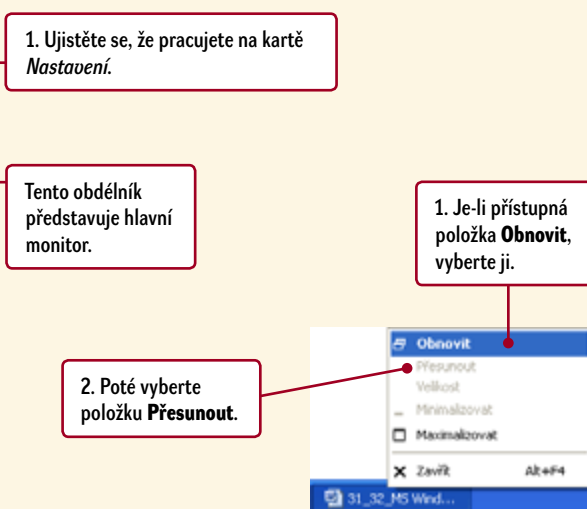 1. Ujistěte se, že pracujete na kartě
Nastavení.
Tento obdélník
představuje hlavní
monitor.
1. Je-li přístupná
položka Obnovit,
vyberte ji.
2. Poté vyberte
položku Přesunout.
Obnovit
Přesunout
Velikost
Minimalizovat
Maximalizovat
Zavřít Alt+F4
31_32_MS Wind...